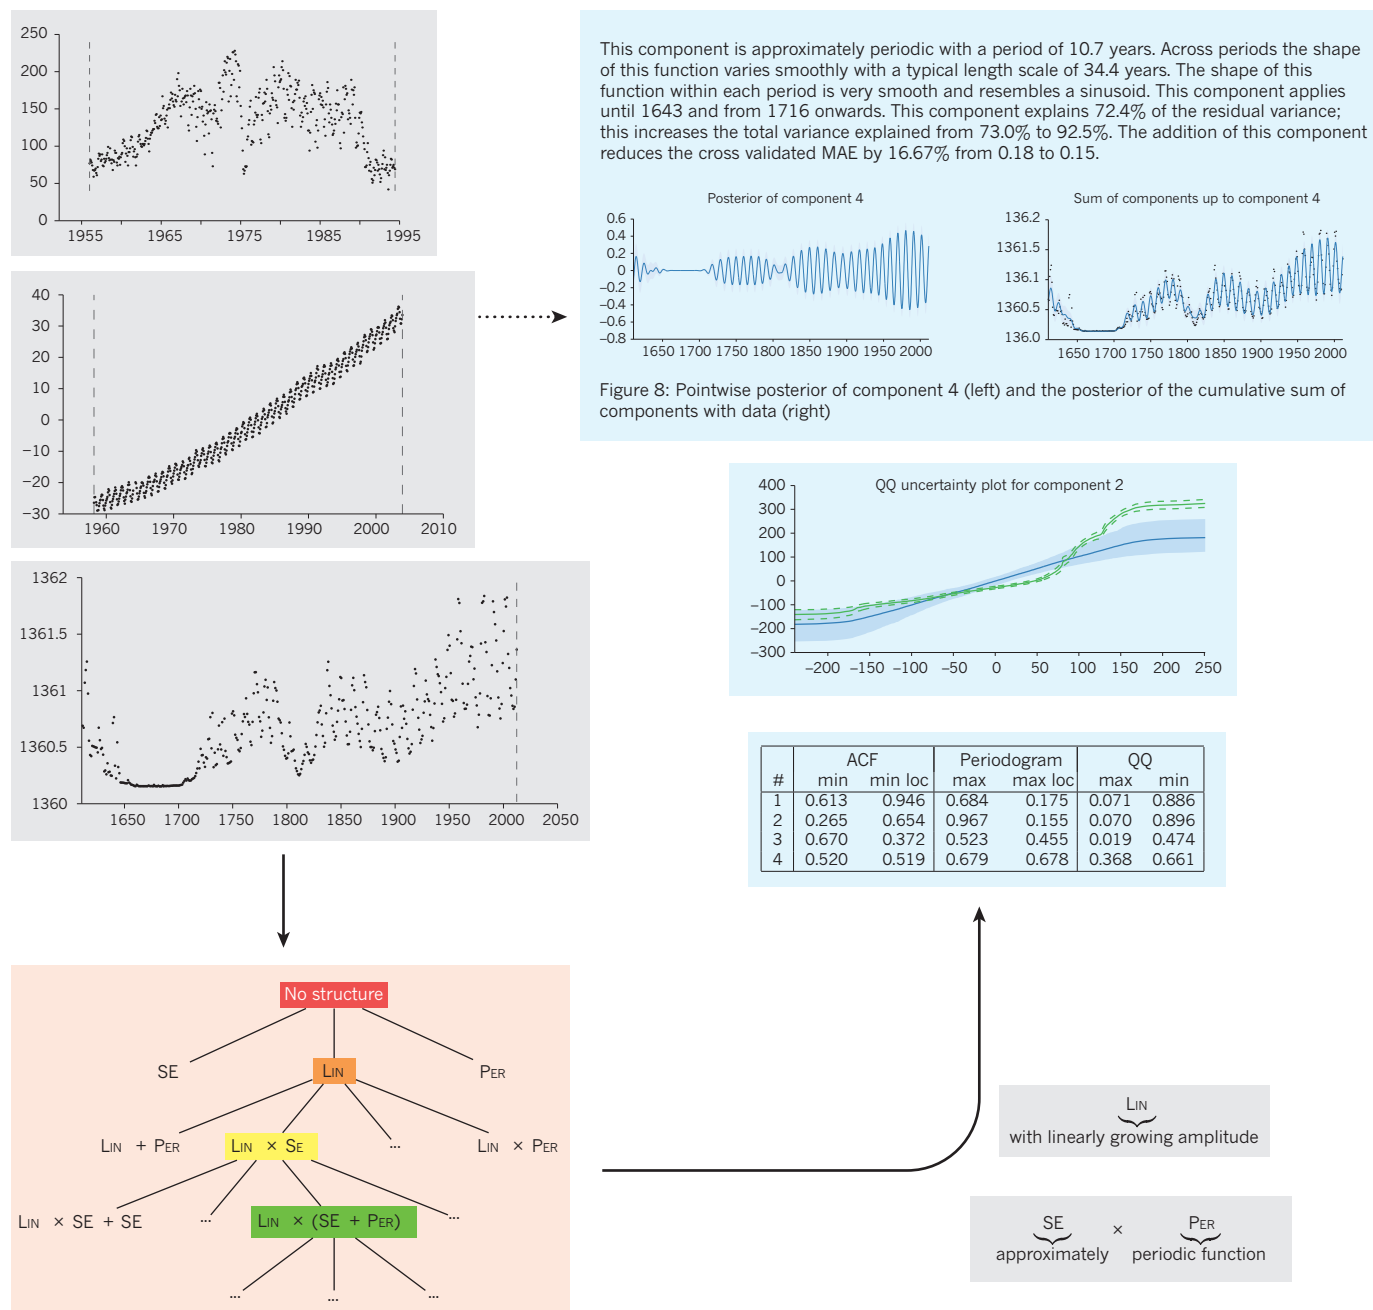 250
200
150
100
50
0
1955 1965 1975 1985 1995
40
30
20
10
0
−10
−20
−30
1960 1970 1980 1990 2000 2010
1362
1361.5
1361
1360.5
1360
1650 1700 1750 1800 1850 1900 1950 2000 2050
This component is approximately periodic with a period of 10.7 years. Across periods the shape
of this function varies smoothly with a typical length scale of 34.4 years. The shape of this
function within each period is very smooth and resembles a sinusoid. This component applies
until 1643 and from 1716 onwards. This component explains 72.4% of the residual variance;
this increases the total variance explained from 73.0% to 92.5%. The addition of this component
reduces the cross validated MAE by 16.67% from 0.18 to 0.15.
Posterior of component 4
0.6
0.4
0.2
0
−0.2
−0.4
−0.6
−0.8
1650 1700 1750 1800 1850 1900 1950 2000
Sum of components up to component 4
136.2
1361.5
136.1
1360.5
136.0
1650 1700 1750 1800 1850 1900 1950 2000
Figure 8: Pointwise posterior of component 4 (left) and the posterior of the cumulative sum of
components with data (right)
QQ uncertainty plot for component 2
400
300
200
100
0
−100
−200
−300
−200 −150 −100 −50 0 50 100 150 200 250
ACF Periodogram QQ
# min min loc max max loc max min
1 0.613 0.946 0.684 0.175 0.071 0.886
2 0.265 0.654 0.967 0.155 0.070 0.896
3 0.670 0.372 0.523 0.455 0.019 0.474
4 0.520 0.519 0.679 0.678 0.368 0.661
No structure
SE LIN PER
LIN + PER LIN × SE ... LIN × PER
LIN × SE + SE ... LIN × (SE + PER) ...
... ... ...
LIN
with linearly growing amplitude
SE × PER
approximately periodic function